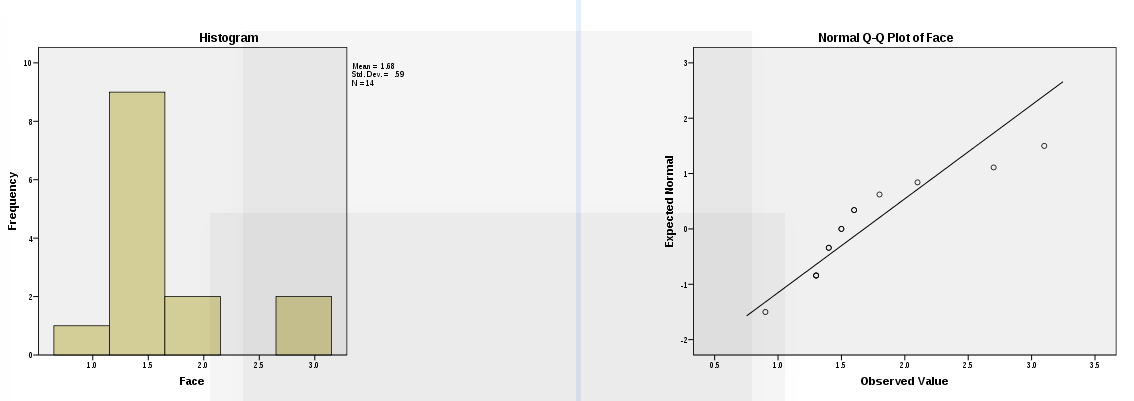 Histogram
Mean = 1.68
Std. Dev. = .59
N = 14
10
8
6
4
2
0
Frequency
1.0 1.5 2.0 2.5 3.0
Face
Normal Q-Q Plot of Face
3
2
1
0
-1
-2
Expected Normal
0.5 1.0 1.5 2.0 2.5 3.0 3.5
Observed Value